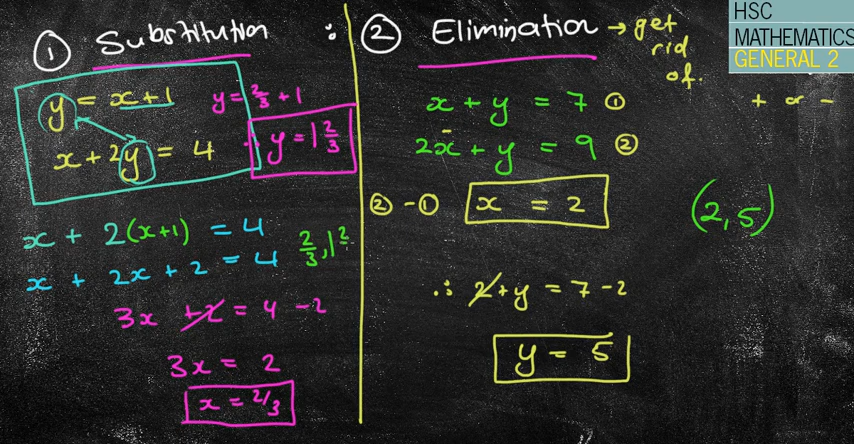 ① Substitution :
y = x+1
x + 2y = 4
y = 2/3 + 1
∴ y = 1 2/3
x + 2(x+1) = 4
x + 2x + 2 = 4
2/3, 1 2
3x +2 = 4 -2
3x = 2
x = 2/3
② Elimination → get rid of.
x + y = 7 ①
2x + y = 9 ②
② - ① x = 2
∴ 2 + y = 7 - 2
y = 5
HSC
MATHEMATICS
GENERAL 2
+ or -
(2,5)